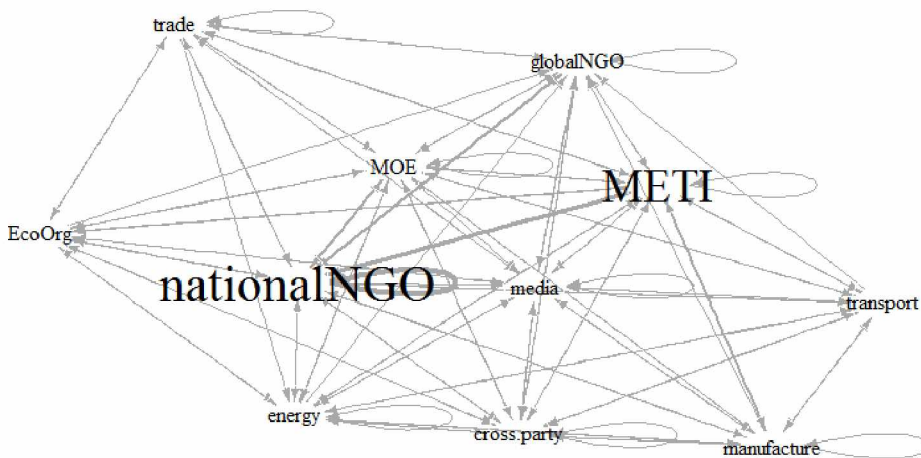 trade
globalNGO
MOE
METI
EcoOrg
nationalNGO
media
transport
energy
cross.party
manufacture